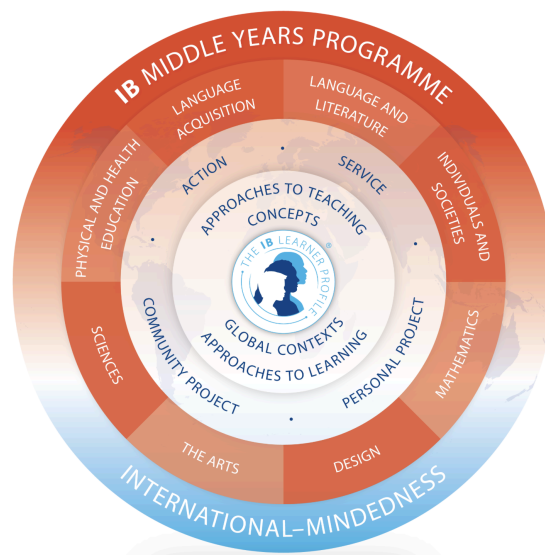 IB MIDDLE YEARS PROGRAMME
LANGUAGE
ACQUISITION
LANGUAGE AND
LITERATURE
PHYSICAL AND HEALTH
EDUCATION
INDIVIDUALS AND
SOCIETIES
SCIENCES
MATHEMATICS
THE ARTS
DESIGN
ACTION
SERVICE
COMMUNITY PROJECT
PERSONAL PROJECT
APPROACHES TO TEACHING
CONCEPTS
THE IB LEARNER PROFILE
®
GLOBAL CONTEXTS
APPROACHES TO LEARNING
INTERNATIONAL–MINDEDNESS